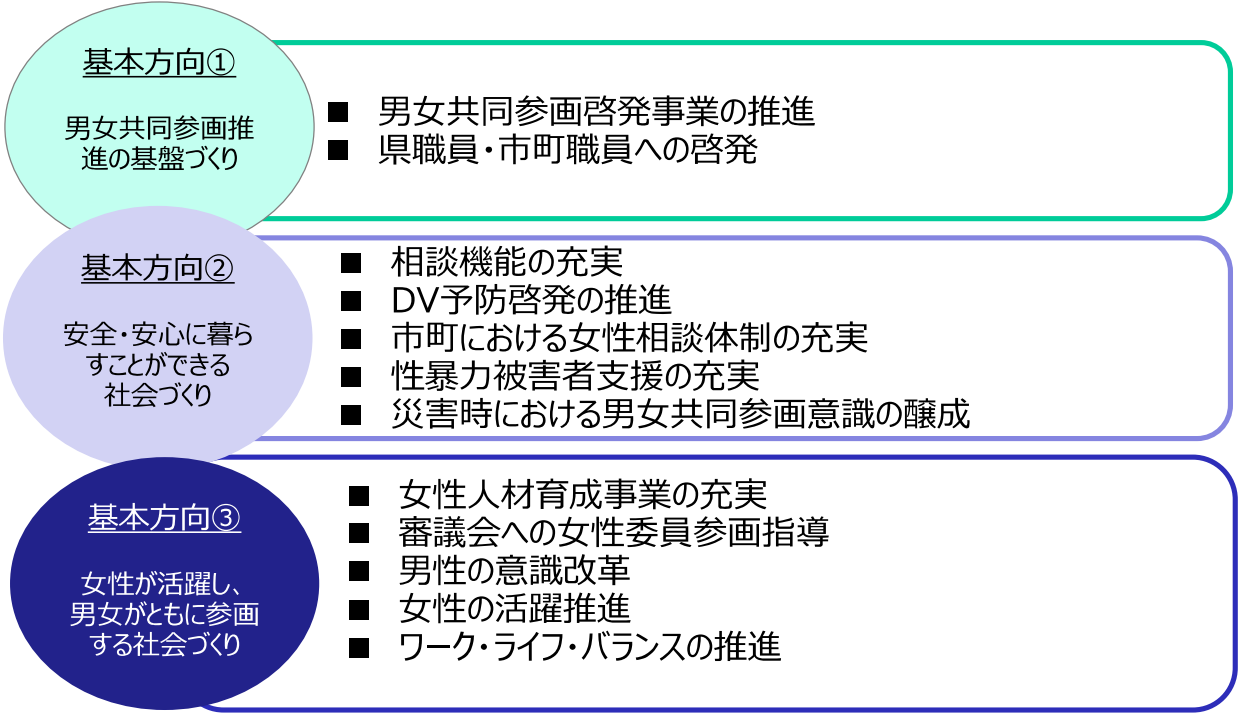 基本方向①
男女共同参画推
進の基盤づくり
■ 男女共同参画啓発事業の推進
■ 県職員・市町職員への啓発
基本方向②
安全・安心に暮ら
すことができる
社会づくり
■ 相談機能の充実
■ DV予防啓発の推進
■ 市町における女性相談体制の充実
■ 性暴力被害者支援の充実
■ 災害時における男女共同参画意識の醸成
基本方向③
女性が活躍し、
男女がともに参画
する社会づくり
■ 女性人材育成事業の充実
■ 審議会への女性委員参画指導
■ 男性の意識改革
■ 女性の活躍推進
■ ワーク・ライフ・バランスの推進